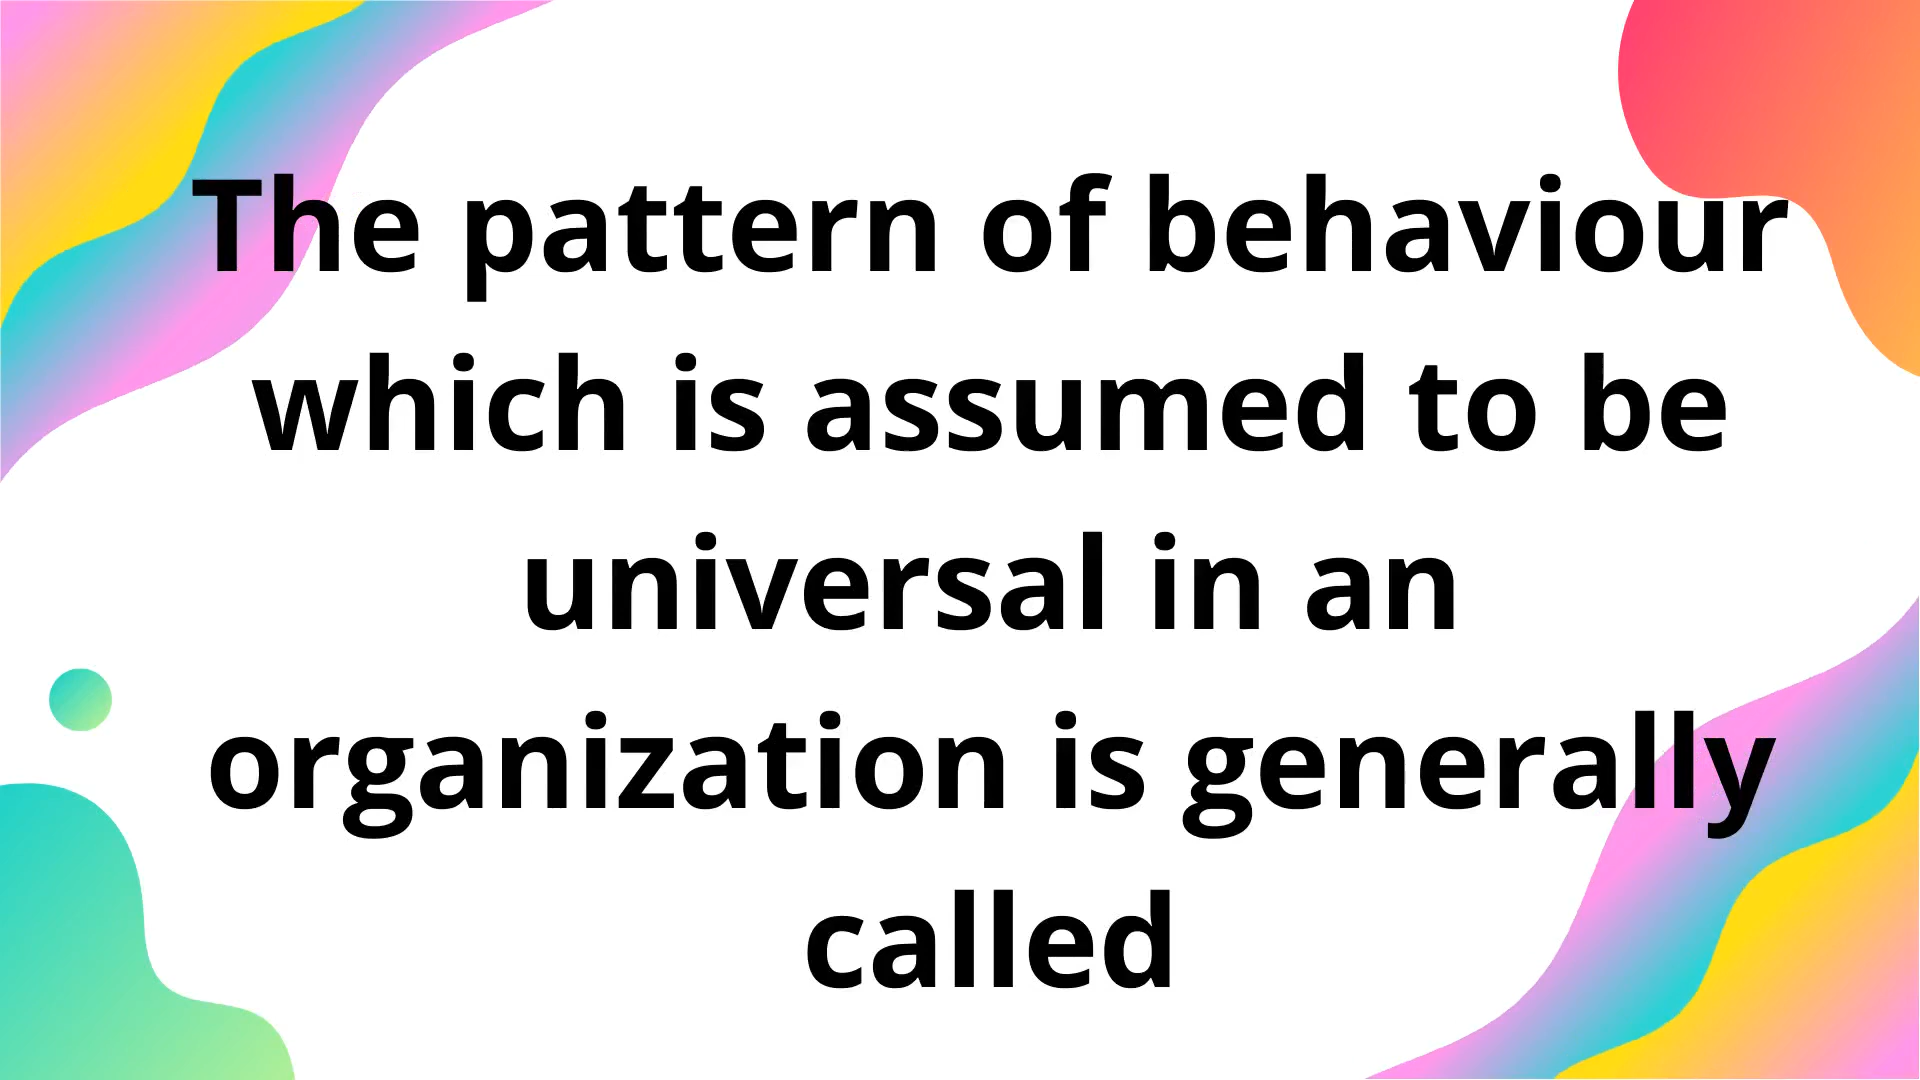 The pattern of behaviour
which is assumed to be
universal in an
organization is generally
called